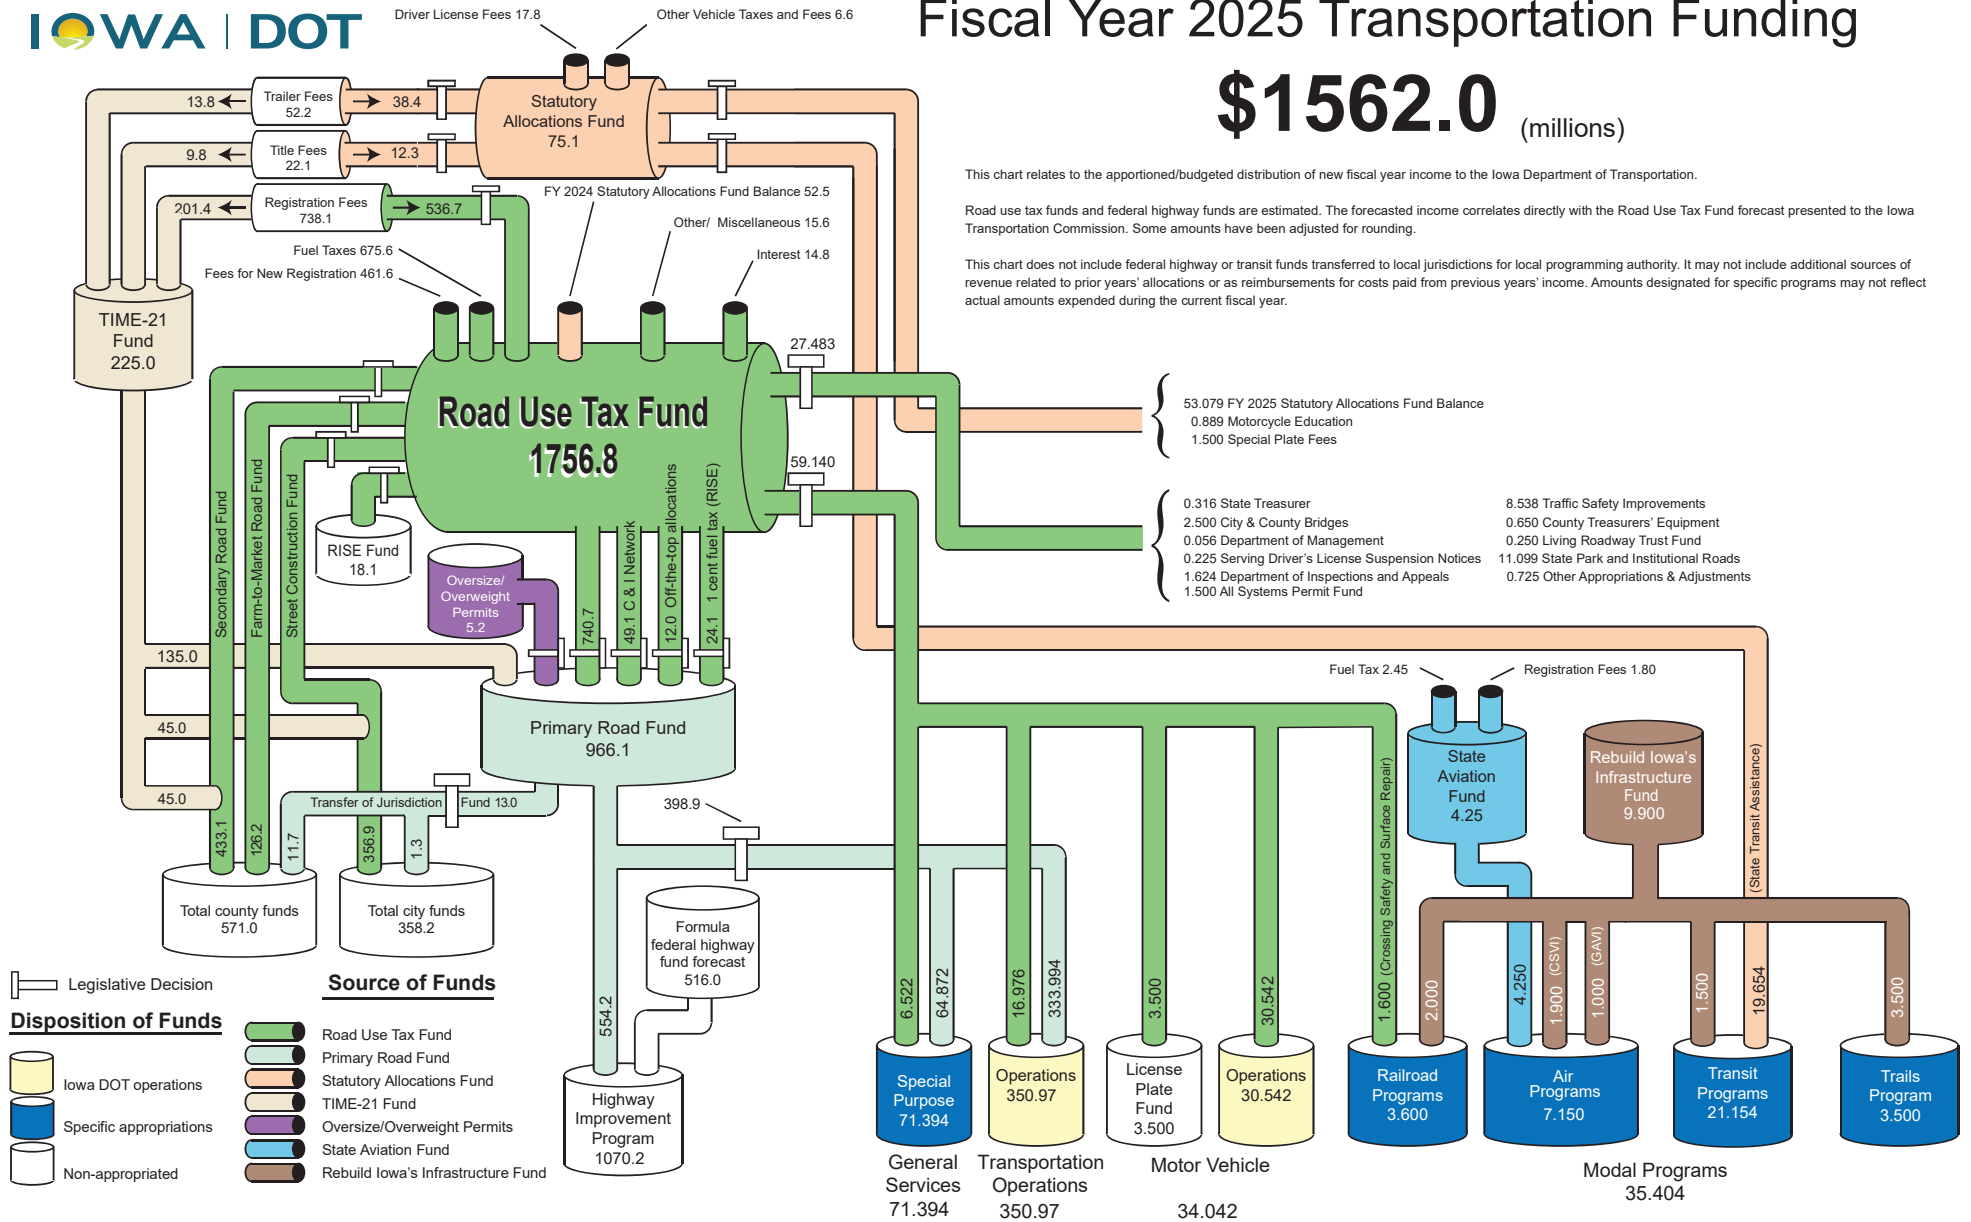 IOWA | DOT
Fiscal Year 2025 Transportation Funding
$1562.0 (millions)
This chart relates to the apportioned/budgeted distribution of new fiscal year income to the Iowa Department of Transportation.
Road use tax funds and federal highway funds are estimated. The forecasted income correlates directly with the Road Use Tax Fund forecast presented to the Iowa
Transportation Commission. Some amounts have been adjusted for rounding.
This chart does not include federal highway or transit funds transferred to local jurisdictions for local programming authority. It may not include additional sources of
revenue related to prior years' allocations or as reimbursements for costs paid from previous years' income. Amounts designated for specific programs may not reflect
actual amounts expended during the current fiscal year.
Driver License Fees 17.8
Other Vehicle Taxes and Fees 6.6
13.8
Trailer Fees
52.2
38.4
Statutory
Allocations Fund
75.1
9.8
Title Fees
22.1
12.3
201.4
Registration Fees
738.1
536.7
FY 2024 Statutory Allocations Fund Balance 52.5
Other/ Miscellaneous 15.6
Interest 14.8
Fuel Taxes 675.6
Fees for New Registration 461.6
TIME-21
Fund
225.0
Road Use Tax Fund
1756.8
27.483
59.140
53.079 FY 2025 Statutory Allocations Fund Balance
0.889 Motorcycle Education
1.500 Special Plate Fees
0.316 State Treasurer
2.500 City & County Bridges
0.056 Department of Management
0.225 Serving Driver's License Suspension Notices
1.624 Department of Inspections and Appeals
1.500 All Systems Permit Fund
8.538 Traffic Safety Improvements
0.650 County Treasurers' Equipment
0.250 Living Roadway Trust Fund
11.099 State Park and Institutional Roads
0.725 Other Appropriations & Adjustments
Secondary Road Fund
Farm-to-Market Road Fund
Street Construction Fund
RISE Fund
18.1
Oversize/
Overweight
Permits
5.2
740.7
49.1 C & I Network
12.0 Off-the-top allocations
24.1 1 cent fuel tax (RISE)
135.0
45.0
45.0
Primary Road Fund
966.1
Transfer of Jurisdiction Fund 13.0
398.9
433.1
126.2
11.7
356.9
1.3
Total county funds
571.0
Total city funds
358.2
Formula
federal highway
fund forecast
516.0
554.2
Highway
Improvement
Program
1070.2
Fuel Tax 2.45
Registration Fees 1.80
State
Aviation
Fund
4.25
Rebuild Iowa's
Infrastructure
Fund
9.900
(State Transit Assistance)
19.654
6.522
64.872
16.976
333.994
3.500
30.542
1.600 (Crossing Safety and Surface Repair)
2.000
4.250
1.900 (CSVI)
1.000 (GAVI)
1.500
3.500
Special
Purpose
71.394
Operations
350.97
License
Plate
Fund
3.500
Operations
30.542
Railroad
Programs
3.600
Air
Programs
7.150
Transit
Programs
21.154
Trails
Program
3.500
General
Services
71.394
Transportation
Operations
350.97
Motor Vehicle
34.042
Modal Programs
35.404
Legislative Decision
Disposition of Funds
Iowa DOT operations
Specific appropriations
Non-appropriated
Source of Funds
Road Use Tax Fund
Primary Road Fund
Statutory Allocations Fund
TIME-21 Fund
Oversize/Overweight Permits
State Aviation Fund
Rebuild Iowa's Infrastructure Fund